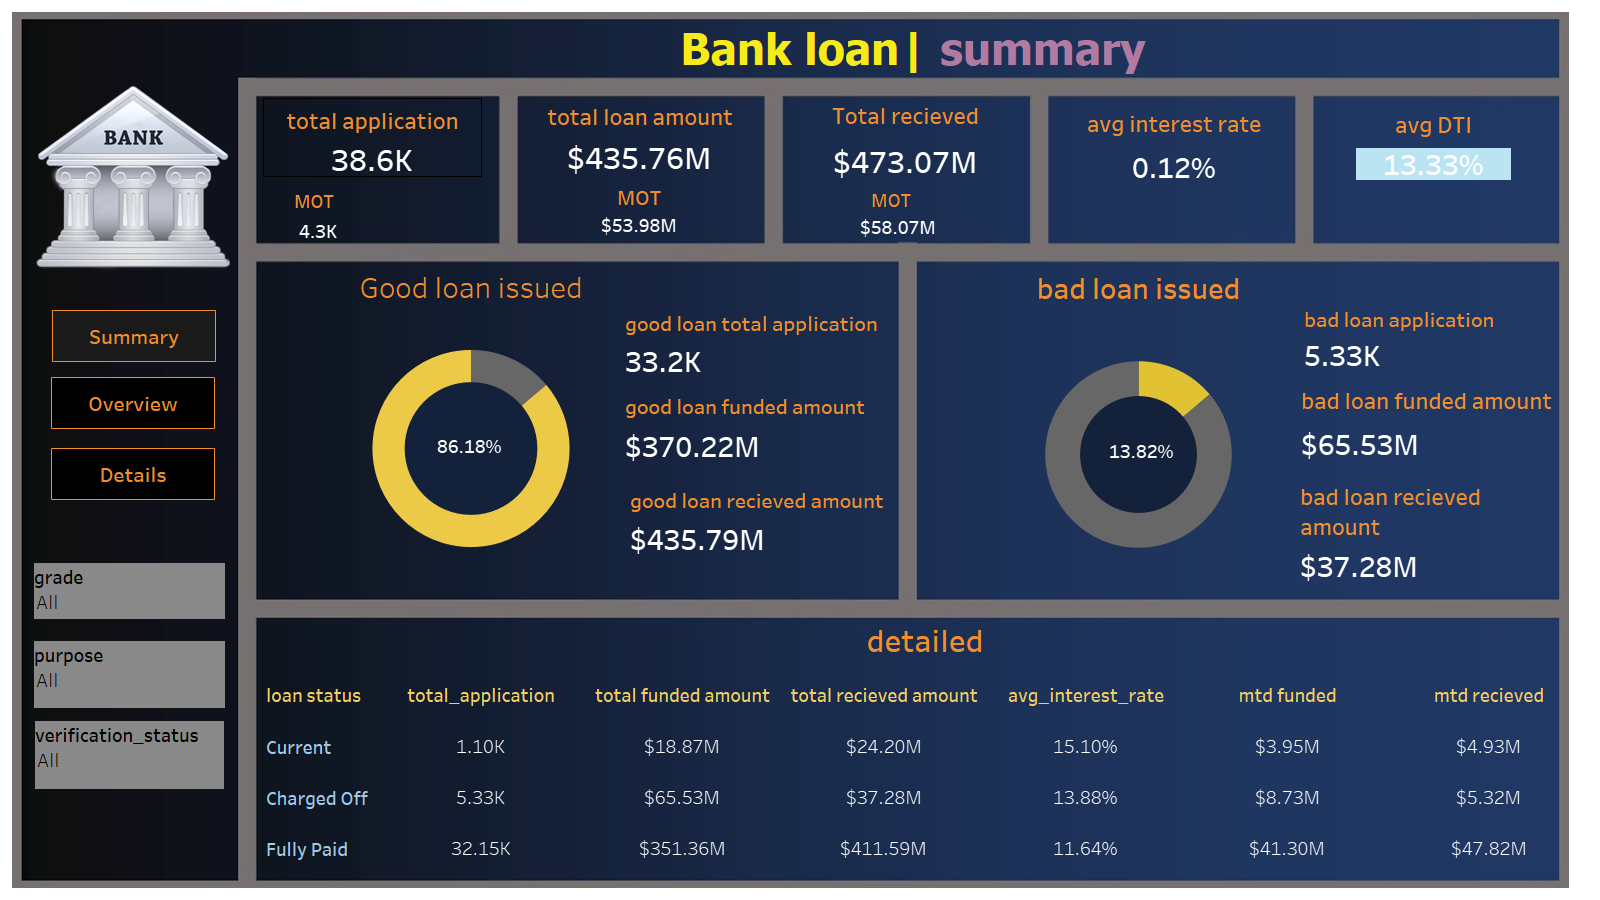 Bank loan| summary
BANK
Summary
Overview
Details
grade
All
purpose
All
verification_status
All
total application
38.6K
MOT
4.3K
total loan amount
$435.76M
MOT
$53.98M
Total recieved
$473.07M
MOT
$58.07M
avg interest rate
0.12%
avg DTI
13.33%
Good loan issued
86.18%
good loan total application
33.2K
good loan funded amount
$370.22M
good loan recieved amount
$435.79M
bad loan issued
13.82%
bad loan application
5.33K
bad loan funded amount
$65.53M
bad loan recieved
amount
$37.28M
detailed
loan status total_application total funded amount total recieved amount avg_interest_rate mtd funded mtd recieved
Current 1.10K $18.87M $24.20M 15.10% $3.95M $4.93M
Charged Off 5.33K $65.53M $37.28M 13.88% $8.73M $5.32M
Fully Paid 32.15K $351.36M $411.59M 11.64% $41.30M $47.82M